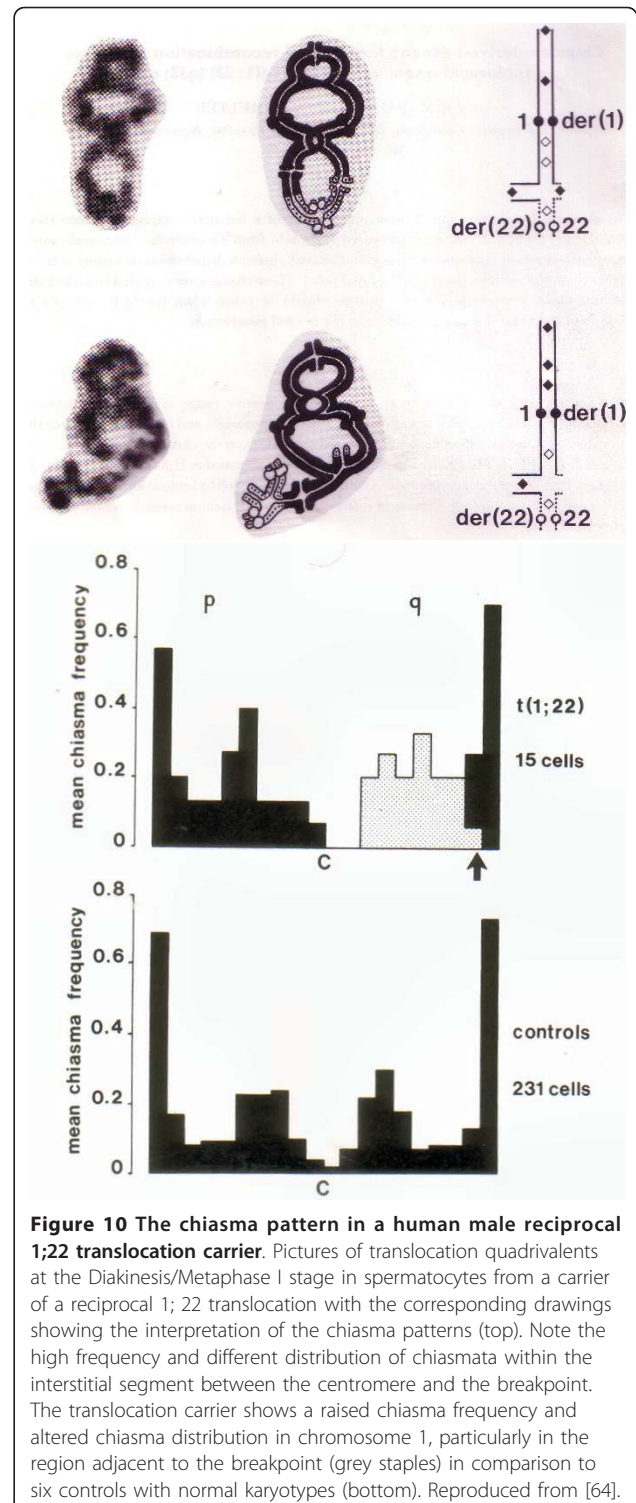 1 der(1)
der(22) 22
1 der(1)
der(22) 22
0.8
p q
mean chiasma frequency
0.6
0.4
0.2
0
t(1;22)
15 cells
C
0.8
mean chiasma frequency
0.6
0.4
0.2
0
controls
231 cells
C
Figure 10 The chiasma pattern in a human male reciprocal
1;22 translocation carrier. Pictures of translocation quadrivalents
at the Diakinesis/Metaphase I stage in spermatocytes from a carrier
of a reciprocal 1; 22 translocation with the corresponding drawings
showing the interpretation of the chiasma patterns (top). Note the
high frequency and different distribution of chiasmata within the
interstitial segment between the centromere and the breakpoint.
The translocation carrier shows a raised chiasma frequency and
altered chiasma distribution in chromosome 1, particularly in the
region adjacent to the breakpoint (grey staples) in comparison to
six controls with normal karyotypes (bottom). Reproduced from [64].